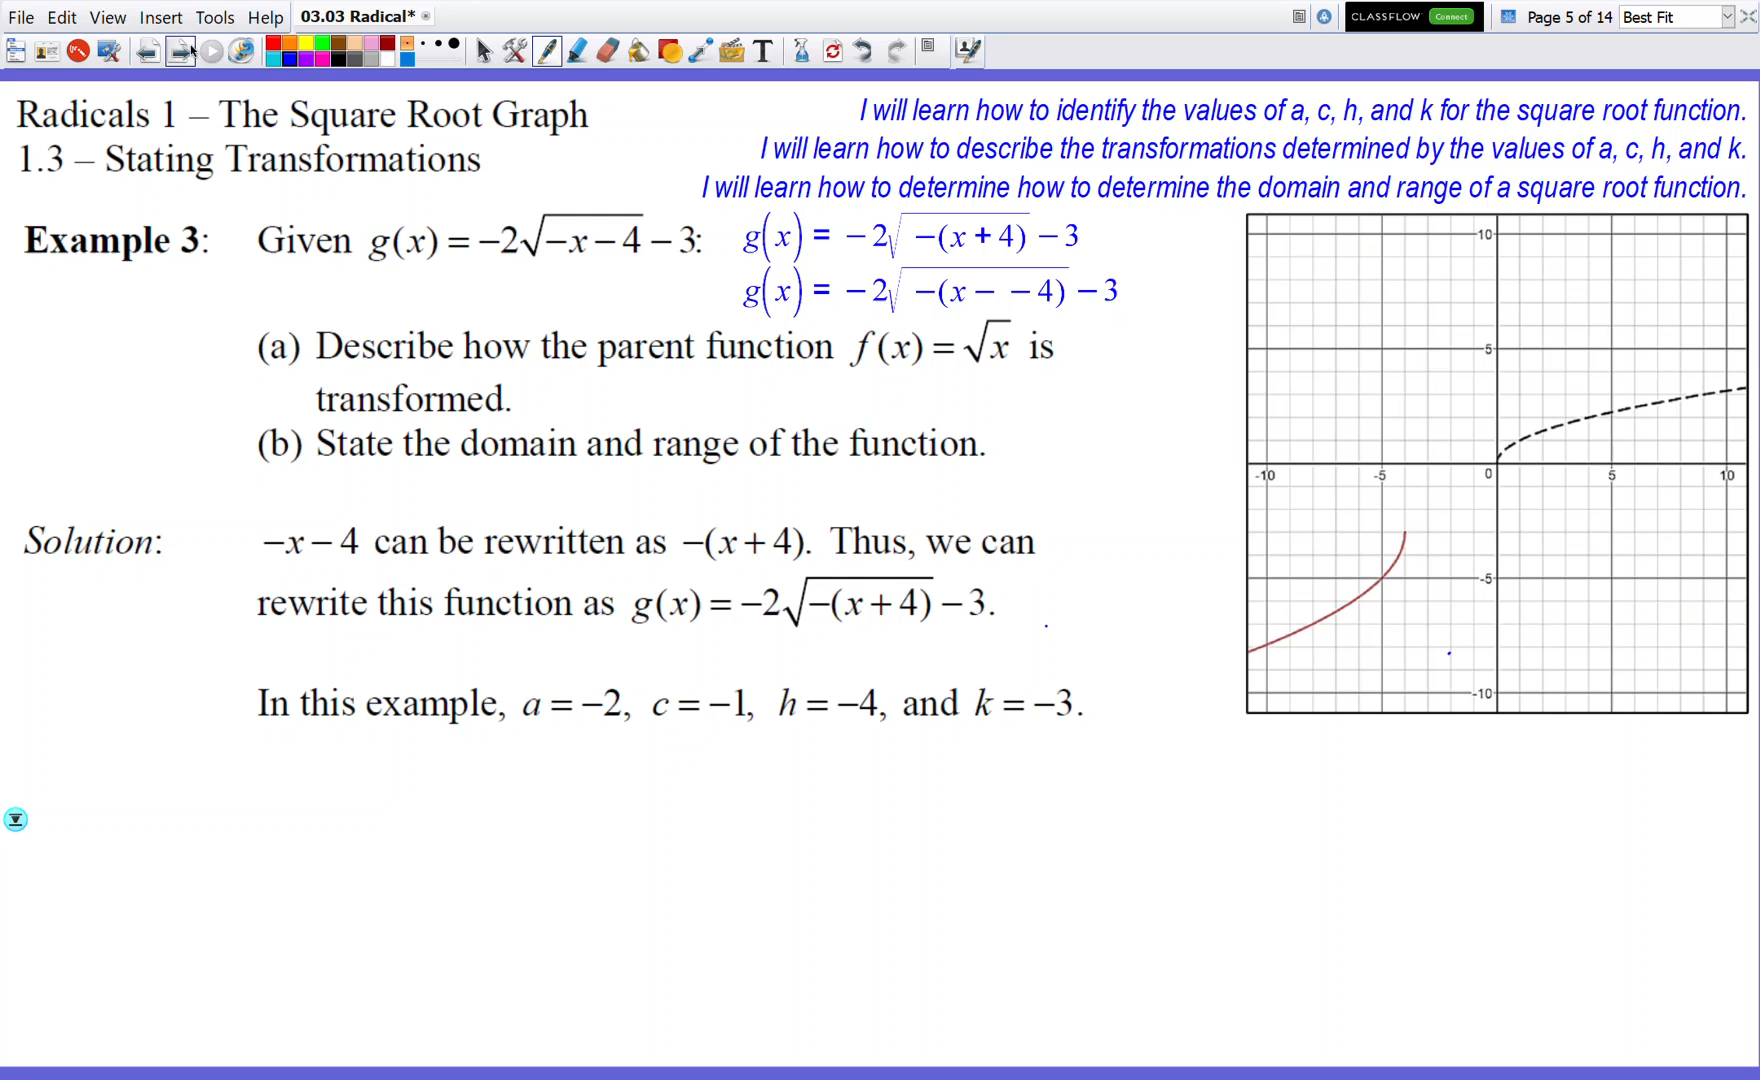 File Edit View Insert Tools Help 03.03 Radical* CLASSFLOW Connect Page 5 of 14 Best Fit
T
Radicals 1 – The Square Root Graph
1.3 – Stating Transformations
I will learn how to identify the values of a, c, h, and k for the square root function.
I will learn how to describe the transformations determined by the values of a, c, h, and k.
I will learn how to determine how to determine the domain and range of a square root function.
Example 3: Given g(x) = −2√(−x − 4) − 3:
g(x) = −2√(−(x + 4)) − 3
g(x) = −2√(−(x − −4)) − 3
(a) Describe how the parent function f(x) = √x is
transformed.
(b) State the domain and range of the function.
Solution: −x − 4 can be rewritten as −(x + 4). Thus, we can
rewrite this function as g(x) = −2√(−(x + 4)) − 3.
In this example, a = −2, c = −1, h = −4, and k = −3.
10
5
-10 -5 0 5 10
-5
-10